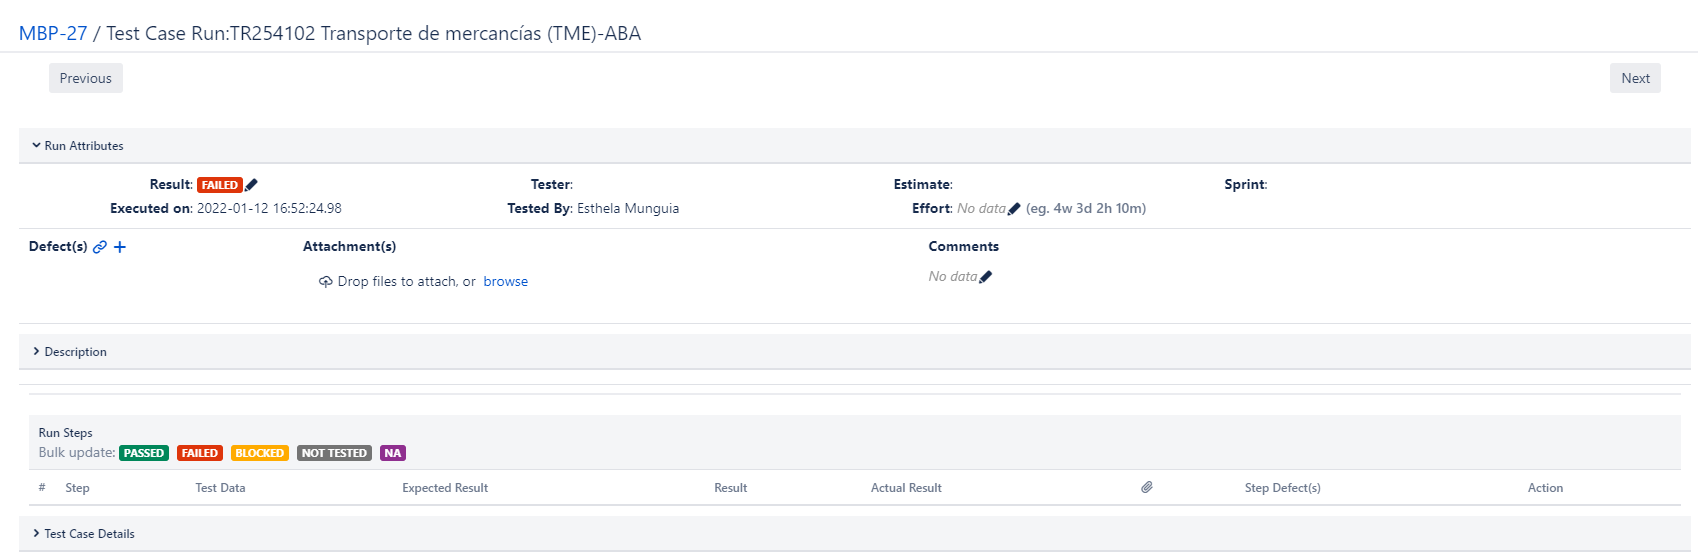 MBP-27 / Test Case Run:TR254102 Transporte de mercancías (TME)-ABA
Previous Next
Run Attributes
Result: FAILED Tester: Estimate: Sprint:
Executed on: 2022-01-12 16:52:24.98 Tested By: Esthela Munguia Effort: No data (eg. 4w 3d 2h 10m)
Defect(s) Attachment(s) Comments
No data
Drop files to attach, or browse
Description
Run Steps
Bulk update: PASSED FAILED BLOCKED NOT TESTED NA
# Step Test Data Expected Result Result Actual Result Step Defect(s) Action
Test Case Details